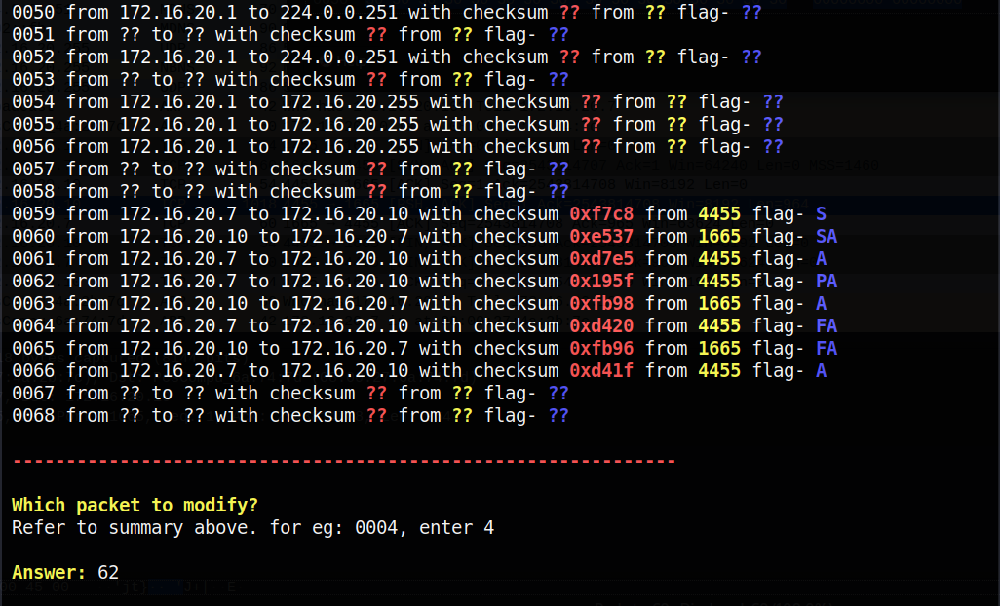 0050 from 172.16.20.1 to 224.0.0.251 with checksum ?? from ?? flag- ??
0051 from ?? to ?? with checksum ?? from ?? flag- ??
0052 from 172.16.20.1 to 224.0.0.251 with checksum ?? from ?? flag- ??
0053 from ?? to ?? with checksum ?? from ?? flag- ??
0054 from 172.16.20.1 to 172.16.20.255 with checksum ?? from ?? flag- ??
0055 from 172.16.20.1 to 172.16.20.255 with checksum ?? from ?? flag- ??
0056 from 172.16.20.1 to 172.16.20.255 with checksum ?? from ?? flag- ??
0057 from ?? to ?? with checksum ?? from ?? flag- ??
0058 from ?? to ?? with checksum ?? from ?? flag- ??
0059 from 172.16.20.7 to 172.16.20.10 with checksum 0xf7c8 from 4455 flag- S
0060 from 172.16.20.10 to 172.16.20.7 with checksum 0xe537 from 1665 flag- SA
0061 from 172.16.20.7 to 172.16.20.10 with checksum 0xd7e5 from 4455 flag- A
0062 from 172.16.20.7 to 172.16.20.10 with checksum 0x195f from 4455 flag- PA
0063 from 172.16.20.10 to 172.16.20.7 with checksum 0xfb98 from 1665 flag- A
0064 from 172.16.20.7 to 172.16.20.10 with checksum 0xd420 from 4455 flag- FA
0065 from 172.16.20.10 to 172.16.20.7 with checksum 0xfb96 from 1665 flag- FA
0066 from 172.16.20.7 to 172.16.20.10 with checksum 0xd41f from 4455 flag- A
0067 from ?? to ?? with checksum ?? from ?? flag- ??
0068 from ?? to ?? with checksum ?? from ?? flag- ??
--------------------------------------------------------------
Which packet to modify?
Refer to summary above. for eg: 0004, enter 4
Answer: 62